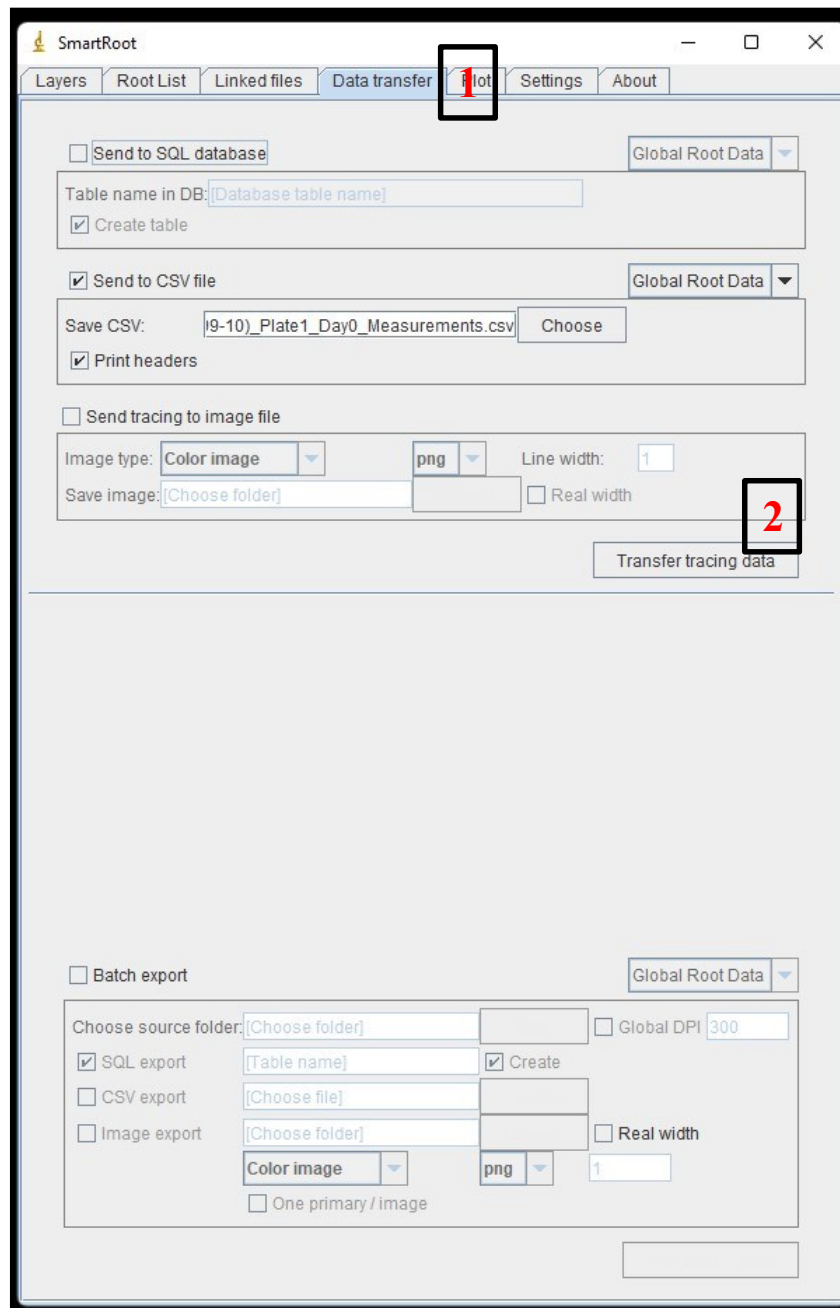 SmartRoot
Layers Root List Linked files Data transfer Plot Settings About
1
Send to SQL database Global Root Data
Table name in DB: [Database table name]
Create table
Send to CSV file Global Root Data
Save CSV: 9-10)_Plate1_Day0_Measurements.csv Choose
Print headers
Send tracing to image file
Image type: Color image png Line width: 1
Save image: [Choose folder] Real width
2
Transfer tracing data
Batch export Global Root Data
Choose source folder: [Choose folder] Global DPI 300
SQL export [Table name] Create
CSV export [Choose file]
Image export [Choose folder] Real width
Color image png 1
One primary / image